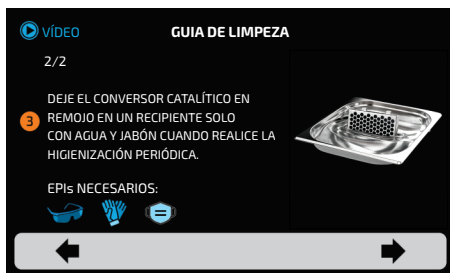 VÍDEO
GUIA DE LIMPEZA
2/2
3
DEJE EL CONVERSOR CATALÍTICO EN
REMOJO EN UN RECIPIENTE SOLO
CON AGUA Y JABÓN CUANDO REALICE LA
HIGIENIZACIÓN PERIÓDICA.
EPIs NECESARIOS: